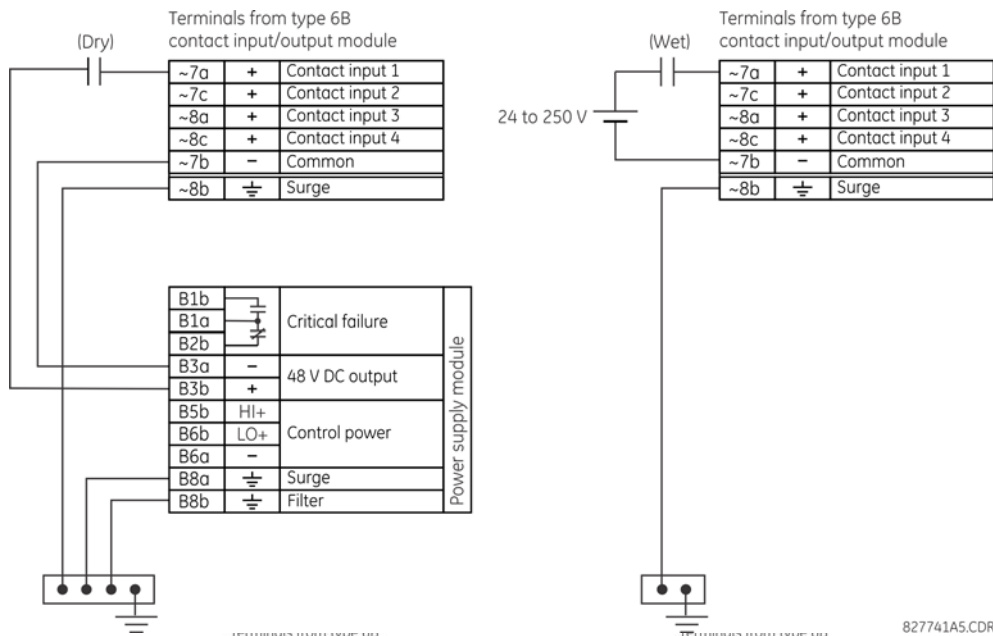 Terminals from type 6B
contact input/output module
(Dry)
~7a + Contact input 1
~7c + Contact input 2
~8a + Contact input 3
~8c + Contact input 4
~7b − Common
~8b Surge
B1b
B1a Critical failure
B2b
B3a −
48 V DC output
B3b +
B5b HI+
B6b LO+ Control power
B6a −
B8a Surge
B8b Filter
Power supply module
Terminals from type 6B
contact input/output module
(Wet)
24 to 250 V
~7a + Contact input 1
~7c + Contact input 2
~8a + Contact input 3
~8c + Contact input 4
~7b − Common
~8b Surge
827741A5.CDR